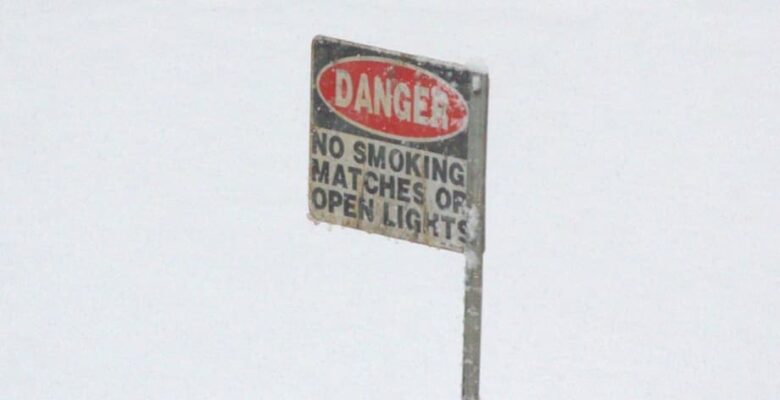 DANGER
NO SMOKING
MATCHES OR
OPEN LIGHTS